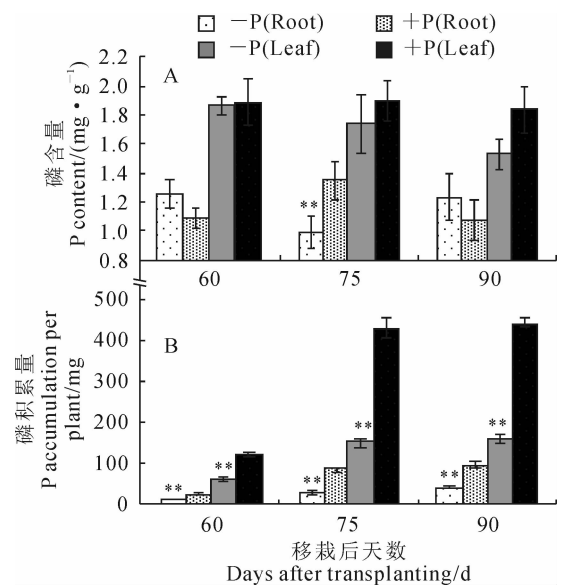 −P(Root) +P(Root)
−P(Leaf) +P(Leaf)
A
磷含量
P content/(mg·g⁻¹)
2.0
1.8
1.6
1.4
1.2
1.0
0.8
**
60 75 90
B
磷积累量
P accumulation per
plant/mg
500
400
300
200
100
0
** ** ** ** ** **
60 75 90
移栽后天数
Days after transplanting/d